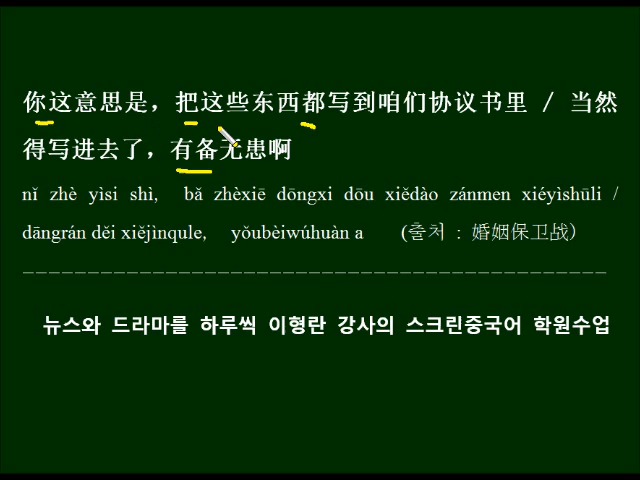 你这意思是，把这些东西都写到咱们协议书里 / 当然
得写进去了，有备无患啊
nǐ zhè yìsi shì, bǎ zhèxiē dōngxi dōu xiědào zánmen xiéyìshūli /
dāngrán děi xiějìnqule, yǒubèiwúhuàn a (출처 : 婚姻保卫战)
뉴스와 드라마를 하루씩 이형란 강사의 스크린중국어 학원수업